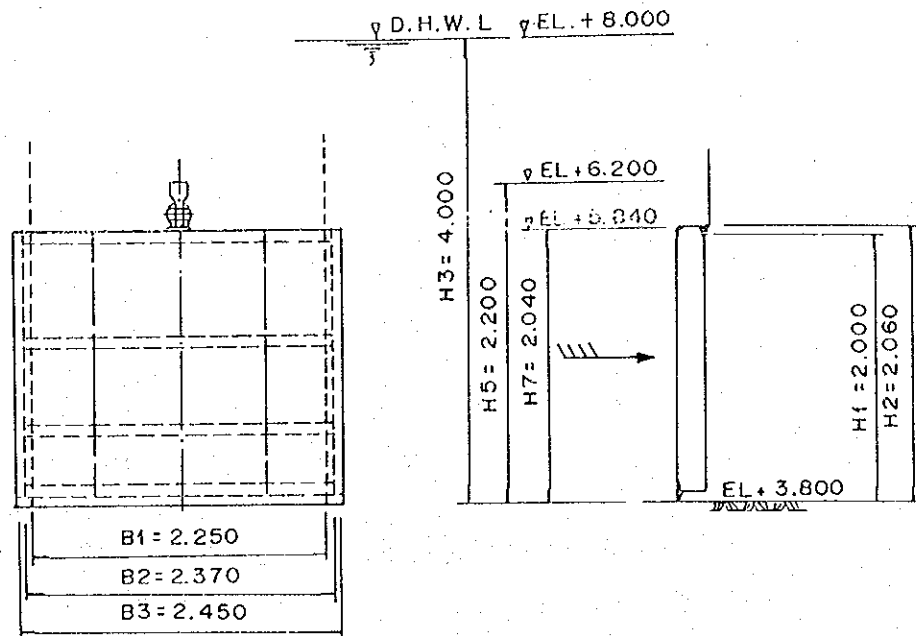 D.H.W.L EL. + 8.000
EL + 6.200
EL + 5.840
H3 = 4.000
H5 = 2.200
H7 = 2.040
H1 = 2.000
H2 = 2.060
EL + 3.800
B1 = 2.250
B2 = 2.370
B3 = 2.450